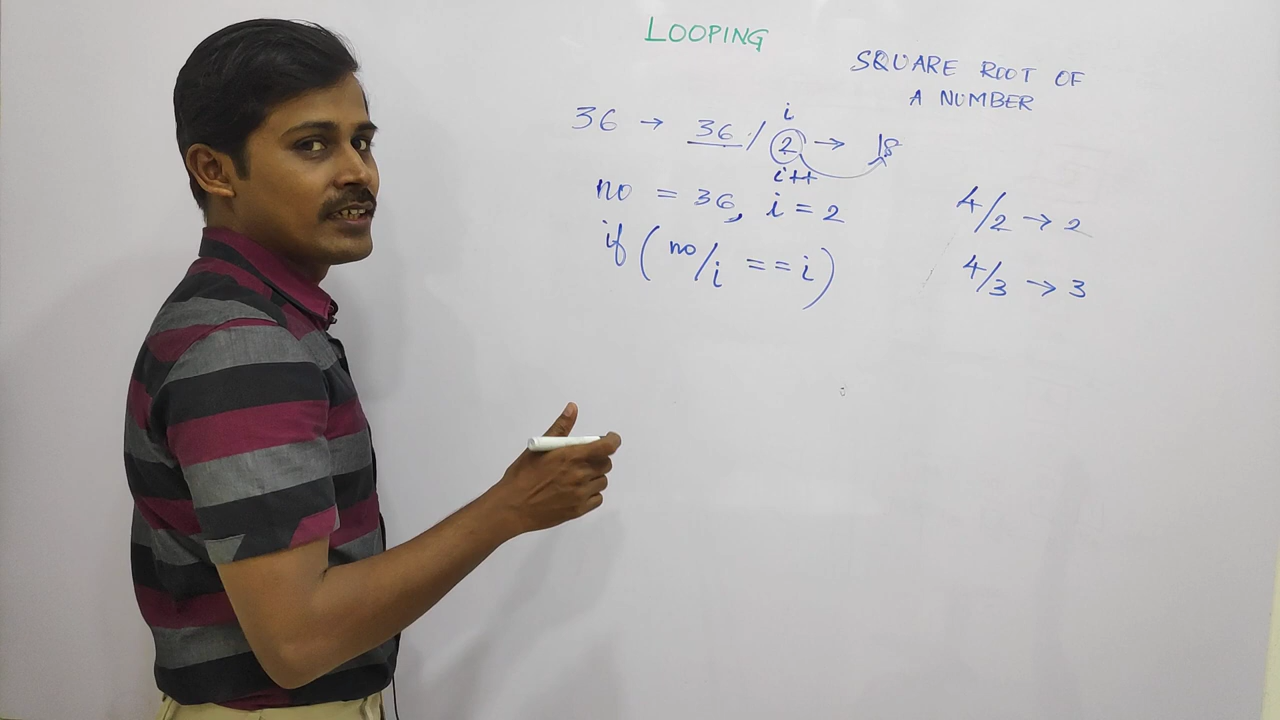 LOOPING
SQUARE ROOT OF
A NUMBER
i
36 → 36 / 2 → 18
i++
no = 36, i = 2
if ( no/i == i )
4/2 → 2
4/3 → 3